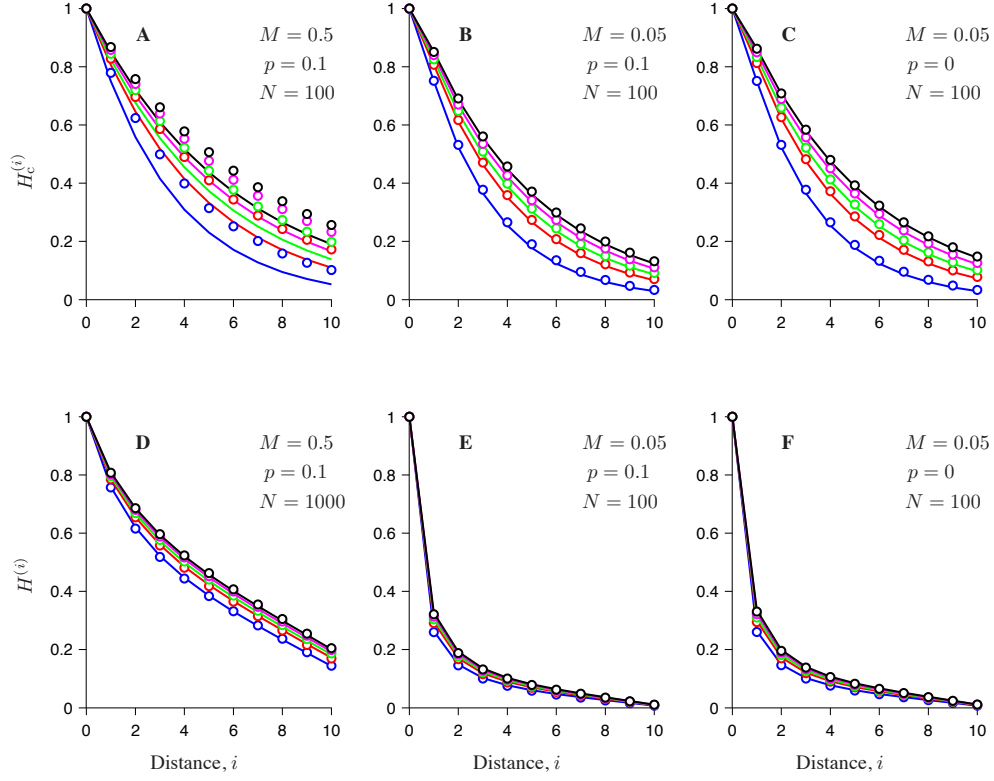 A
M = 0.5
p = 0.1
N = 100
H_c^(i)
1
0.8
0.6
0.4
0.2
0
0 2 4 6 8 10
B
M = 0.05
p = 0.1
N = 100
1
0.8
0.6
0.4
0.2
0
0 2 4 6 8 10
C
M = 0.05
p = 0
N = 100
1
0.8
0.6
0.4
0.2
0
0 2 4 6 8 10
D
M = 0.5
p = 0.1
N = 1000
H^(i)
1
0.8
0.6
0.4
0.2
0
0 2 4 6 8 10
Distance, i
E
M = 0.05
p = 0.1
N = 100
1
0.8
0.6
0.4
0.2
0
0 2 4 6 8 10
Distance, i
F
M = 0.05
p = 0
N = 100
1
0.8
0.6
0.4
0.2
0
0 2 4 6 8 10
Distance, i